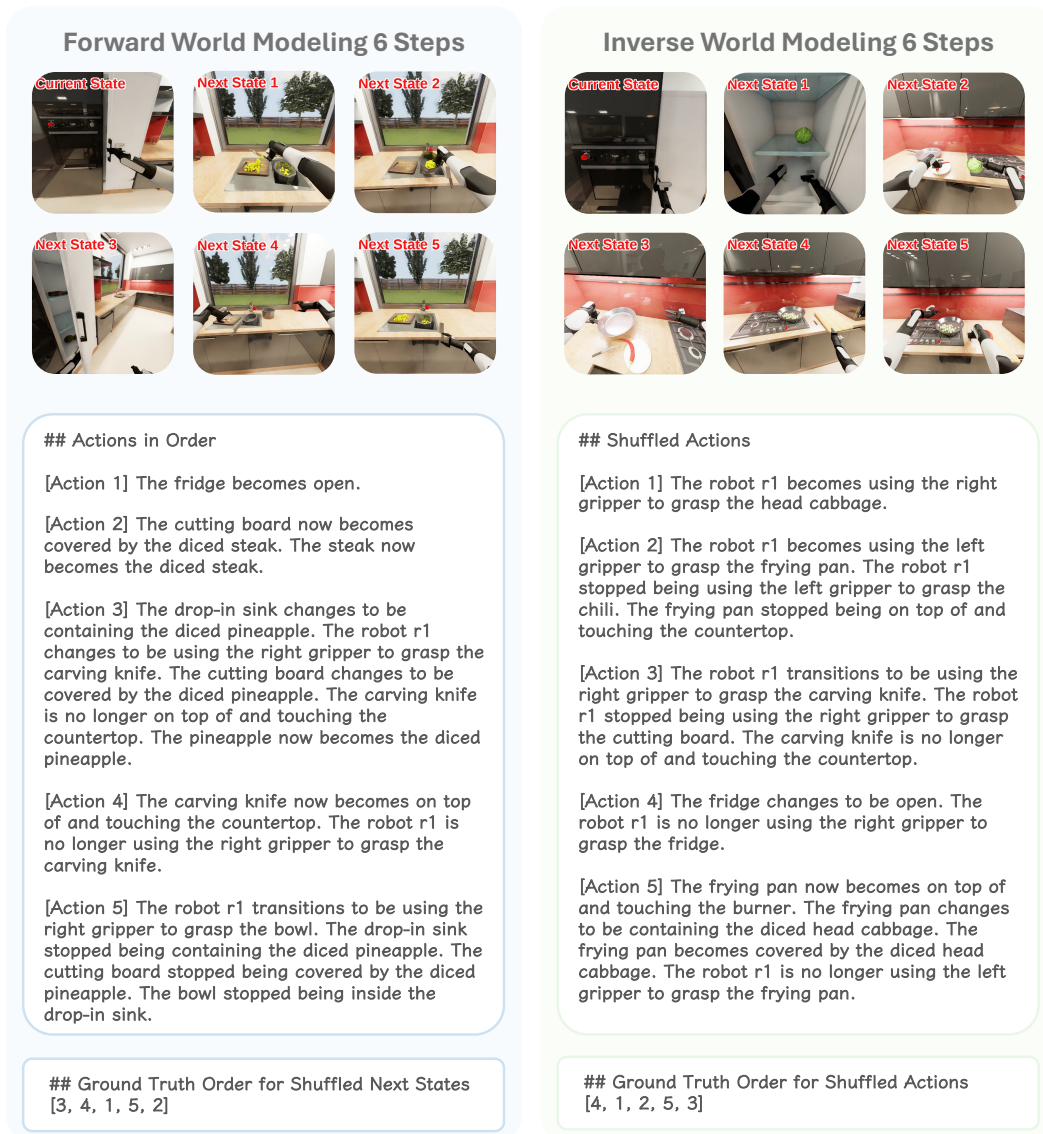 Forward World Modeling 6 Steps
Current State
Next State 1
Next State 2
Next State 3
Next State 4
Next State 5
## Actions in Order
[Action 1] The fridge becomes open.
[Action 2] The cutting board now becomes
covered by the diced steak. The steak now
becomes the diced steak.
[Action 3] The drop-in sink changes to be
containing the diced pineapple. The robot r1
changes to be using the right gripper to grasp the
carving knife. The cutting board changes to be
covered by the diced pineapple. The carving knife
is no longer on top of and touching the
countertop. The pineapple now becomes the diced
pineapple.
[Action 4] The carving knife now becomes on top
of and touching the countertop. The robot r1 is
no longer using the right gripper to grasp the
carving knife.
[Action 5] The robot r1 transitions to be using the
right gripper to grasp the bowl. The drop-in sink
stopped being containing the diced pineapple. The
cutting board stopped being covered by the diced
pineapple. The bowl stopped being inside the
drop-in sink.
## Ground Truth Order for Shuffled Next States
[3, 4, 1, 5, 2]
Inverse World Modeling 6 Steps
Current State
Next State 1
Next State 2
Next State 3
Next State 4
Next State 5
## Shuffled Actions
[Action 1] The robot r1 becomes using the right
gripper to grasp the head cabbage.
[Action 2] The robot r1 becomes using the left
gripper to grasp the frying pan. The robot r1
stopped being using the left gripper to grasp the
chili. The frying pan stopped being on top of and
touching the countertop.
[Action 3] The robot r1 transitions to be using the
right gripper to grasp the carving knife. The robot
r1 stopped being using the right gripper to grasp
the cutting board. The carving knife is no longer
on top of and touching the countertop.
[Action 4] The fridge changes to be open. The
robot r1 is no longer using the right gripper to
grasp the fridge.
[Action 5] The frying pan now becomes on top of
and touching the burner. The frying pan changes
to be containing the diced head cabbage. The
frying pan becomes covered by the diced head
cabbage. The robot r1 is no longer using the left
gripper to grasp the frying pan.
## Ground Truth Order for Shuffled Actions
[4, 1, 2, 5, 3]